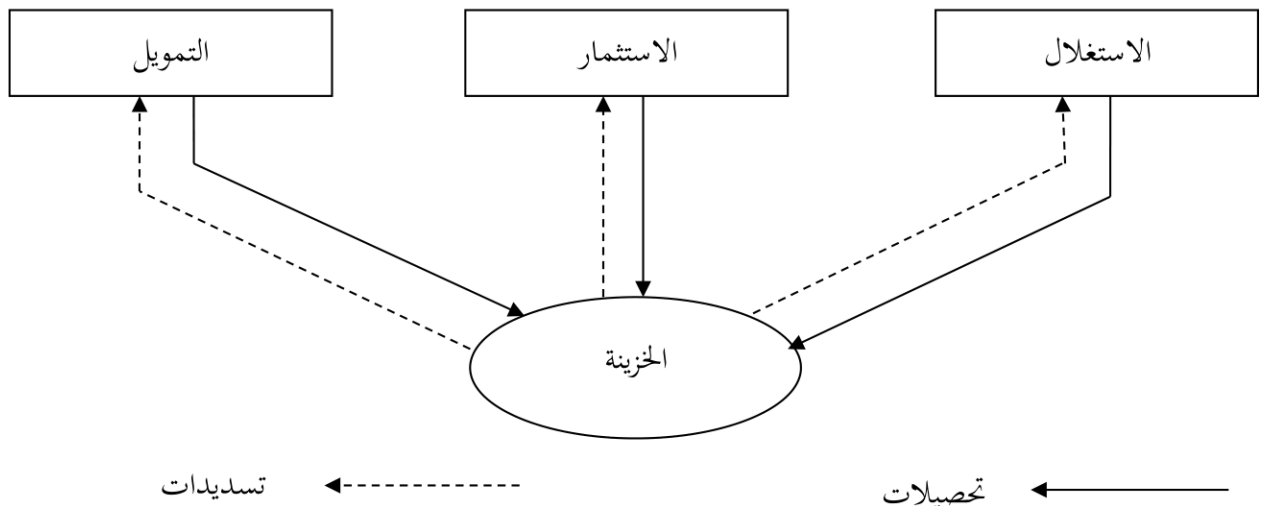 الاستغلال
الاستثمار
التمويل
الخزينة
تحصيلات
تسديدات